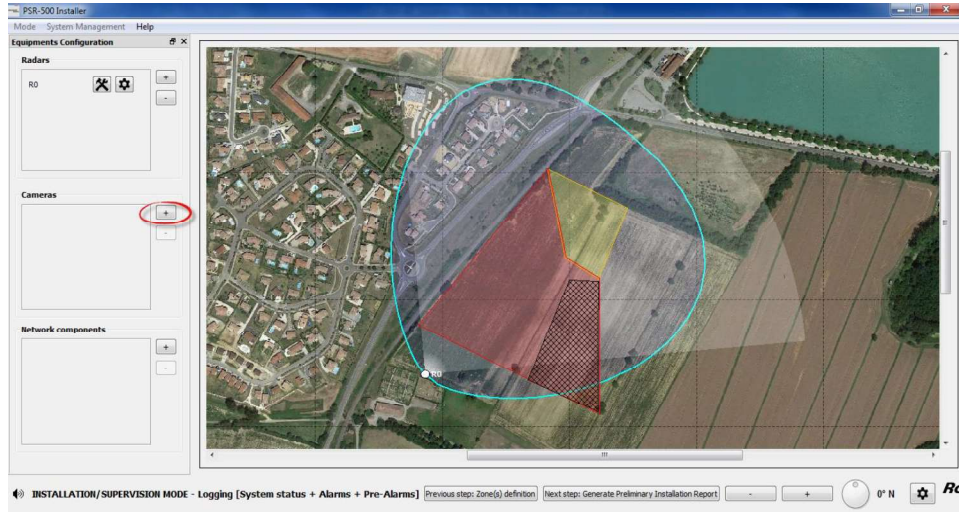 PSR-500 Installer
Mode System Management Help
Equipments Configuration
Radars
R0
+
-
Cameras
+
-
Network components
+
-
R0
INSTALLATION/SUPERVISION MODE - Logging [System status + Alarms + Pre-Alarms] Previous step: Zone(s) definition Next step: Generate Preliminary Installation Report - + 0° N Ro